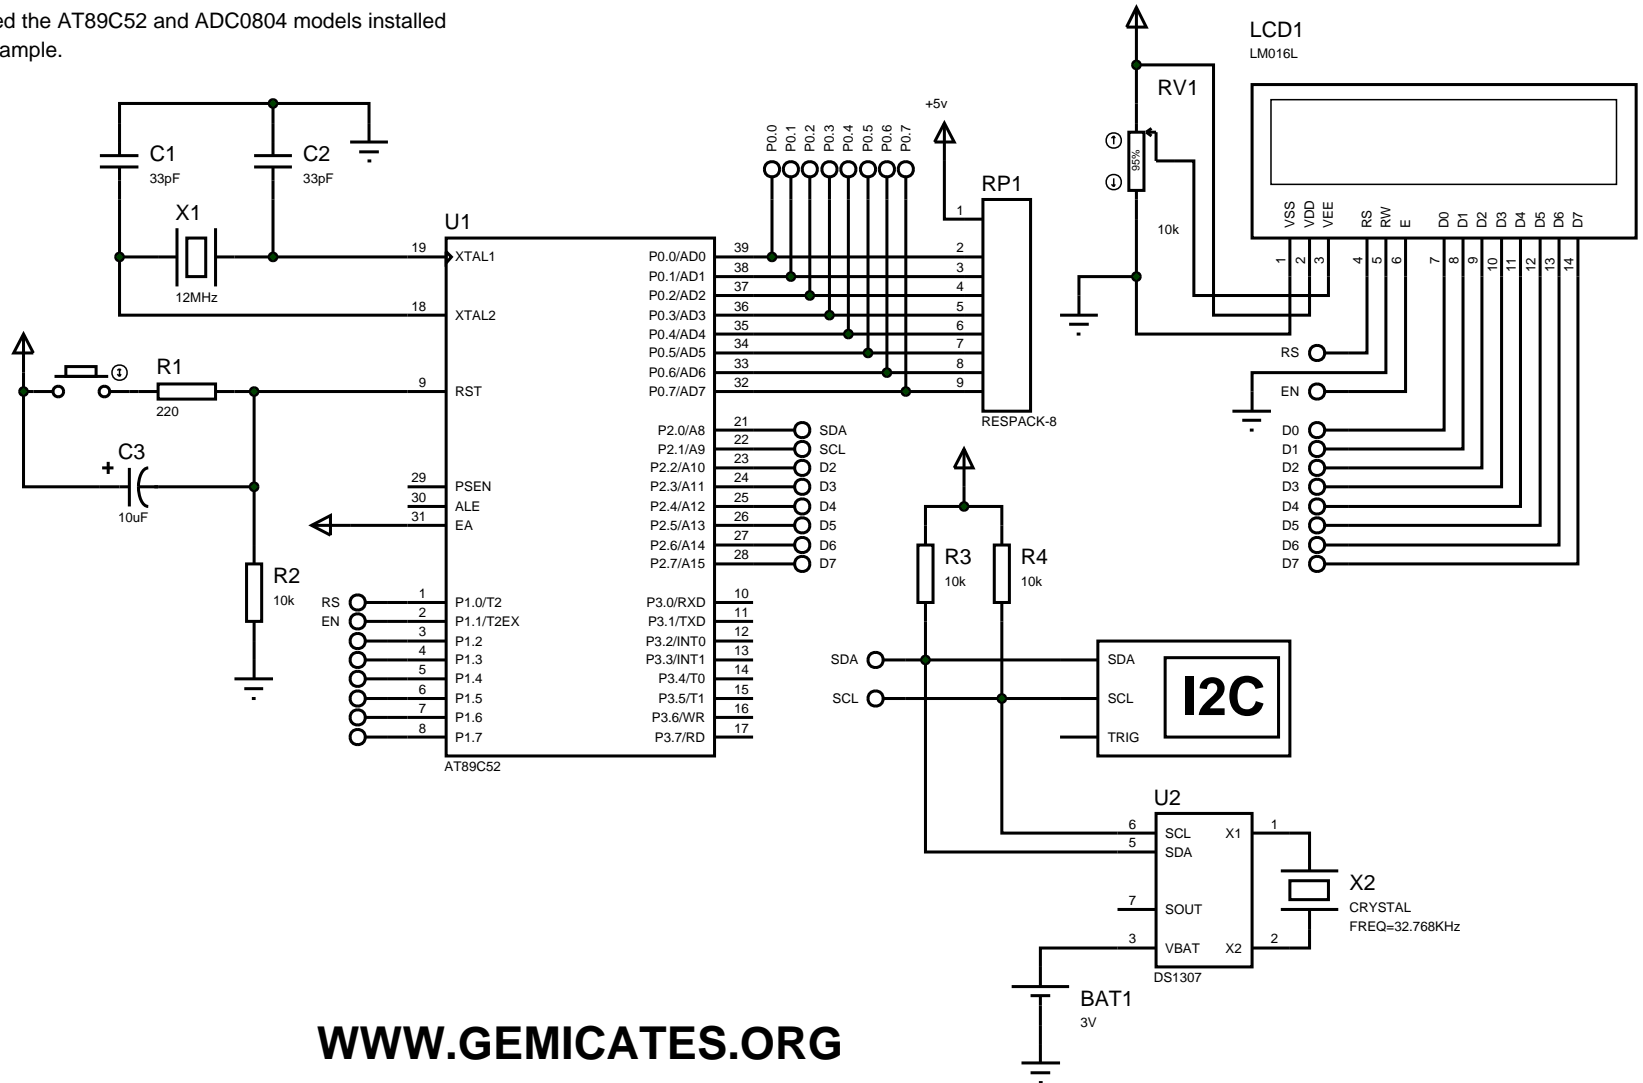 ed the AT89C52 and ADC0804 models installed
ample.
C1
33pF
C2
33pF
X1
12MHz
R1
220
C3
+
10uF
R2
10k
U1
19 XTAL1
18 XTAL2
9 RST
29 PSEN
30 ALE
31 EA
RS 1 P1.0/T2
EN 2 P1.1/T2EX
3 P1.2
4 P1.3
5 P1.4
6 P1.5
7 P1.6
8 P1.7
P0.0/AD0 39
P0.1/AD1 38
P0.2/AD2 37
P0.3/AD3 36
P0.4/AD4 35
P0.5/AD5 34
P0.6/AD6 33
P0.7/AD7 32
P2.0/A8 21 SDA
P2.1/A9 22 SCL
P2.2/A10 23 D2
P2.3/A11 24 D3
P2.4/A12 25 D4
P2.5/A13 26 D5
P2.6/A14 27 D6
P2.7/A15 28 D7
P3.0/RXD 10
P3.1/TXD 11
P3.2/INT0 12
P3.3/INT1 13
P3.4/T0 14
P3.5/T1 15
P3.6/WR 16
P3.7/RD 17
AT89C52
P0.0 P0.1 P0.2 P0.3 P0.4 P0.5 P0.6 P0.7
+5v
RP1
1
2
3
4
5
6
7
8
9
RESPACK-8
RV1
95%
10k
LCD1
LM016L
VSS VDD VEE RS RW E D0 D1 D2 D3 D4 D5 D6 D7
1 2 3 4 5 6 7 8 9 10 11 12 13 14
RS
EN
D0
D1
D2
D3
D4
D5
D6
D7
R3
10k
R4
10k
SDA
SCL
SDA
SCL
TRIG
I2C
U2
6 SCL X1 1
5 SDA
7 SOUT
3 VBAT X2 2
DS1307
X2
CRYSTAL
FREQ=32.768KHz
BAT1
3V
WWW.GEMICATES.ORG